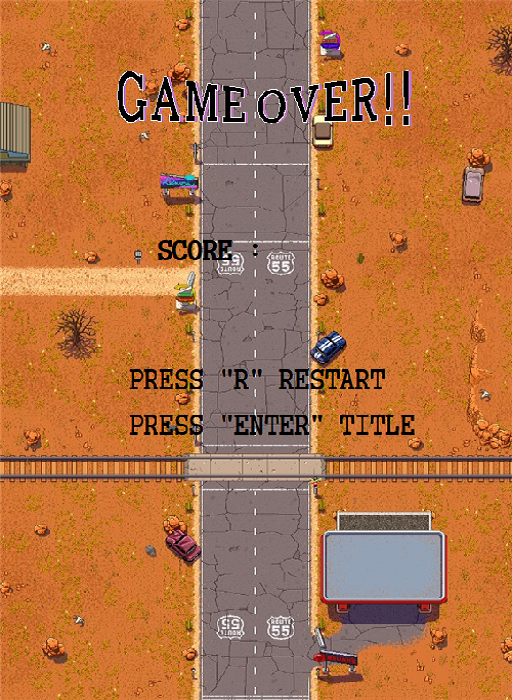 GAME OVER!!
SCORE :
ROUTE
55
ROUTE
55
PRESS "R" RESTART
PRESS "ENTER" TITLE
ROUTE
55
ROUTE
55